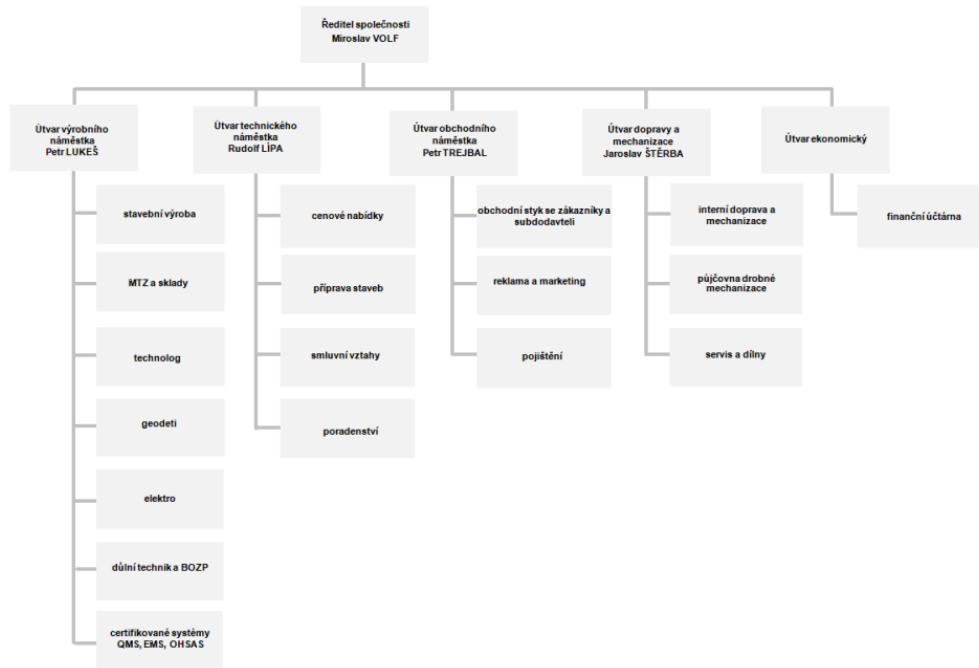 Ředitel společnosti
Miroslav VOLF
Útvar výrobního
náměstka
Petr LUKEŠ
Útvar technického
náměstka
Rudolf LÍPA
Útvar obchodního
náměstka
Petr TREJBAL
Útvar dopravy a
mechanizace
Jaroslav ŠTĚRBA
Útvar ekonomický
stavební výroba
MTZ a sklady
technolog
geodeti
elektro
důlní technik a BOZP
certifikované systémy
QMS, EMS, OHSAS
cenové nabídky
příprava staveb
smluvní vztahy
poradenství
obchodní styk se zákazníky a
subdodavteli
reklama a marketing
pojištění
interní doprava a
mechanizace
půjčovna drobné
mechanizace
servis a dílny
finanční účtárna